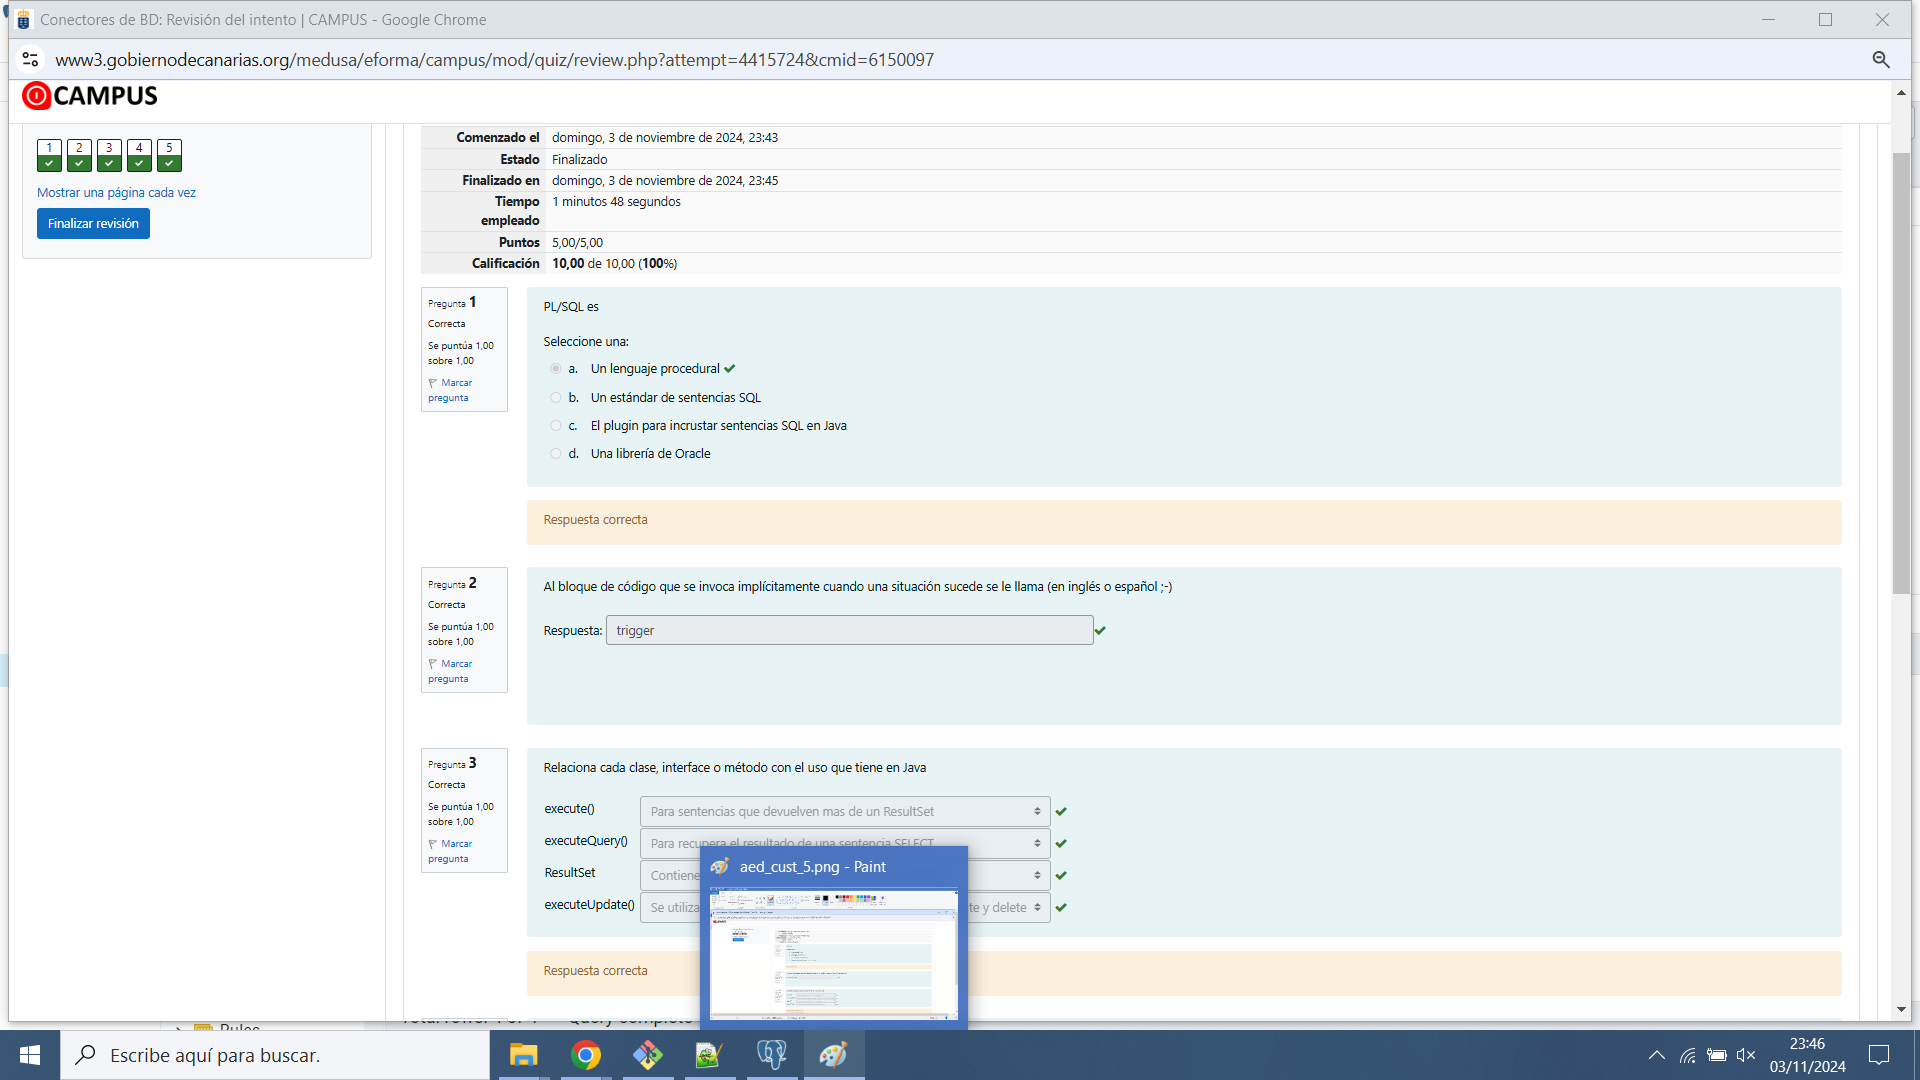 Conectores de BD: Revisión del intento | CAMPUS - Google Chrome
www3.gobiernodecanarias.org/medusa/eforma/campus/mod/quiz/review.php?attempt=4415724&cmid=6150097
CAMPUS
1 2 3 4 5
Mostrar una página cada vez
Finalizar revisión
Comenzado el domingo, 3 de noviembre de 2024, 23:43
Estado Finalizado
Finalizado en domingo, 3 de noviembre de 2024, 23:45
Tiempo empleado 1 minutos 48 segundos
Puntos 5,00/5,00
Calificación 10,00 de 10,00 (100%)
Pregunta 1
Correcta
Se puntúa 1,00
sobre 1,00
Marcar
pregunta
PL/SQL es
Seleccione una:
a. Un lenguaje procedural
b. Un estándar de sentencias SQL
c. El plugin para incrustar sentencias SQL en Java
d. Una librería de Oracle
Respuesta correcta
Pregunta 2
Correcta
Se puntúa 1,00
sobre 1,00
Marcar
pregunta
Al bloque de código que se invoca implícitamente cuando una situación sucede se le llama (en inglés o español ;-)
Respuesta: trigger
Pregunta 3
Correcta
Se puntúa 1,00
sobre 1,00
Marcar
pregunta
Relaciona cada clase, interface o método con el uso que tiene en Java
execute() Para sentencias que devuelven mas de un ResultSet
executeQuery() Para recupera el resultado de una sentencia SELECT
ResultSet Contiene
executeUpdate() Se utiliza te y delete
Respuesta correcta
aed_cust_5.png - Paint
Rules
Escribe aquí para buscar.
23:46
03/11/2024